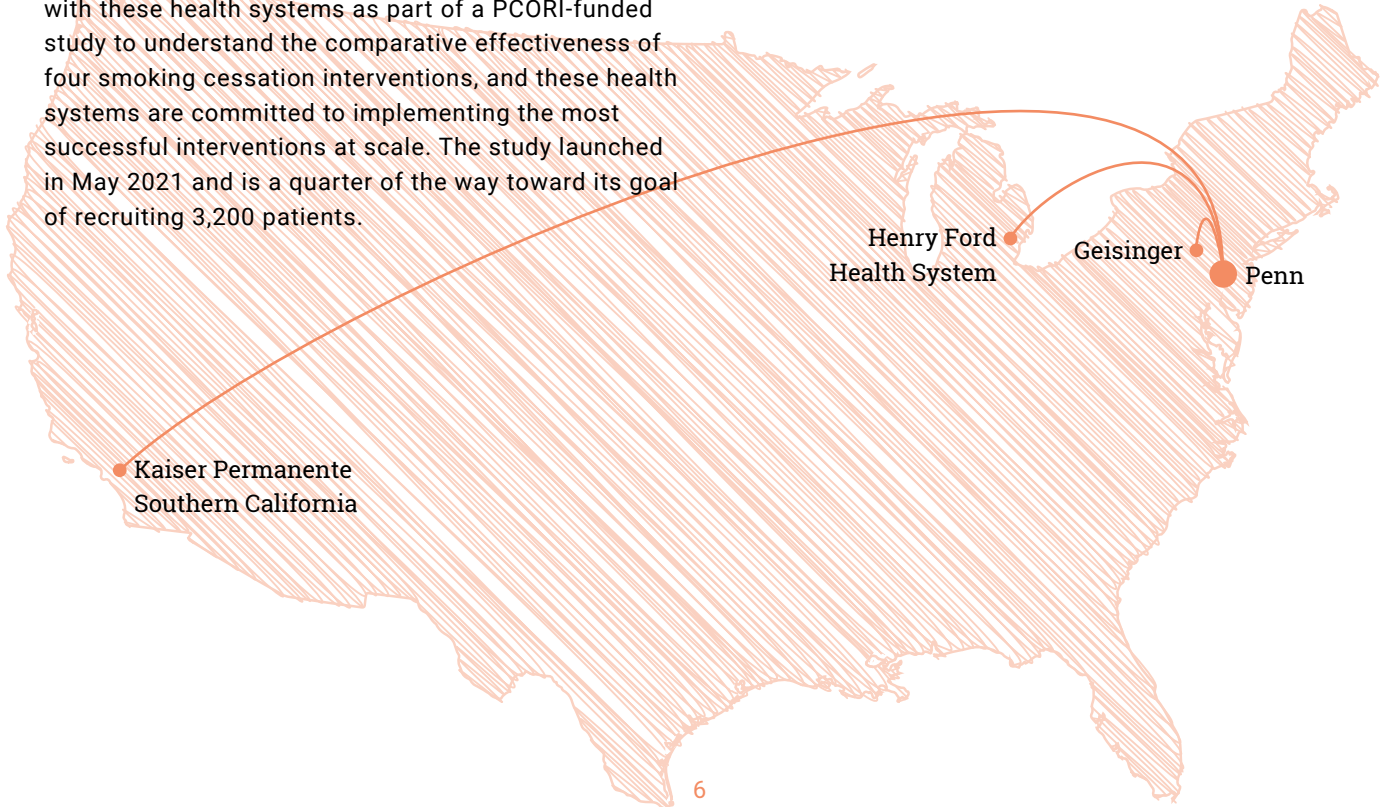 with these health systems as part of a PCORI-funded
study to understand the comparative effectiveness of
four smoking cessation interventions, and these health
systems are committed to implementing the most
successful interventions at scale. The study launched
in May 2021 and is a quarter of the way toward its goal
of recruiting 3,200 patients.
Henry Ford
Health System
Geisinger
Penn
Kaiser Permanente
Southern California
6